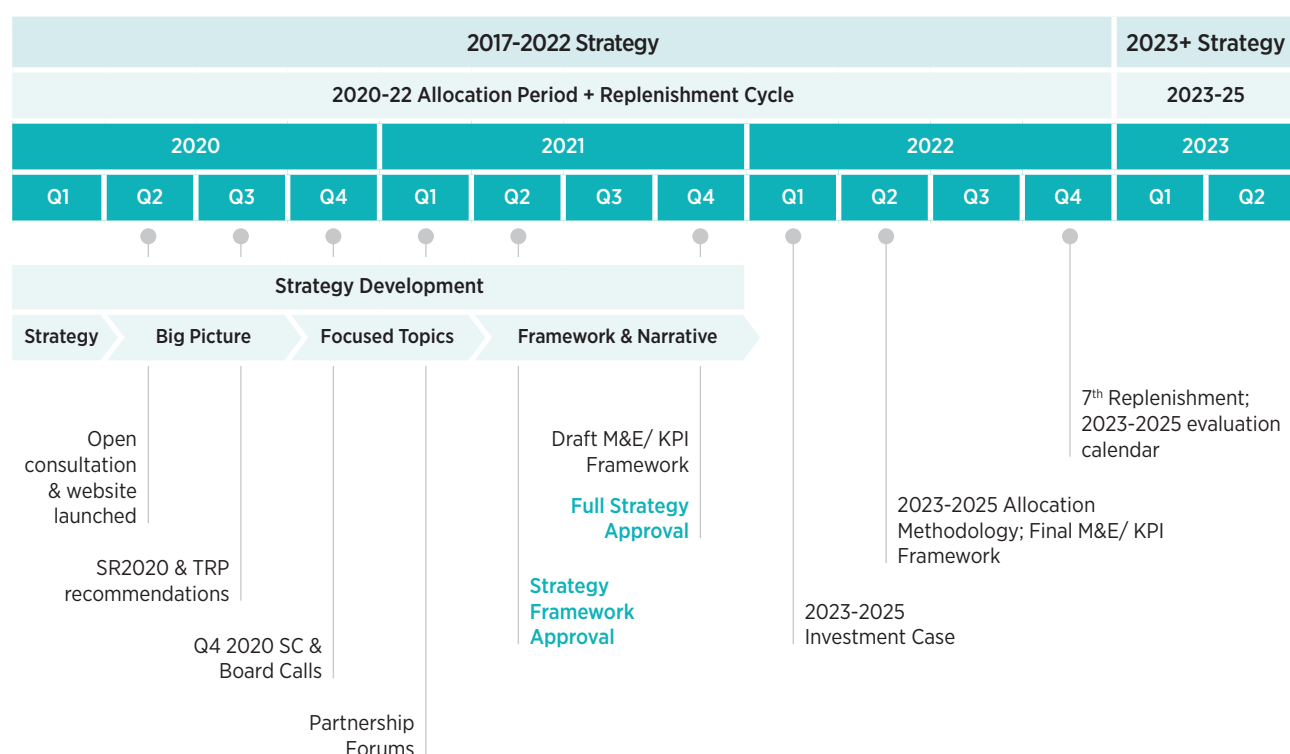 2017-2022 Strategy
2023+ Strategy
2020-22 Allocation Period + Replenishment Cycle
2023-25
2020
2021
2022
2023
Q1
Q2
Q3
Q4
Q1
Q2
Q3
Q4
Q1
Q2
Q3
Q4
Q1
Q2
Strategy Development
Strategy
Big Picture
Focused Topics
Framework & Narrative
Open
consultation
& website
launched
SR2020 & TRP
recommendations
Q4 2020 SC &
Board Calls
Partnership
Forums
Strategy
Framework
Approval
Draft M&E/ KPI
Framework
Full Strategy
Approval
2023-2025
Investment Case
2023-2025 Allocation
Methodology; Final M&E/ KPI
Framework
7th Replenishment;
2023-2025 evaluation
calendar